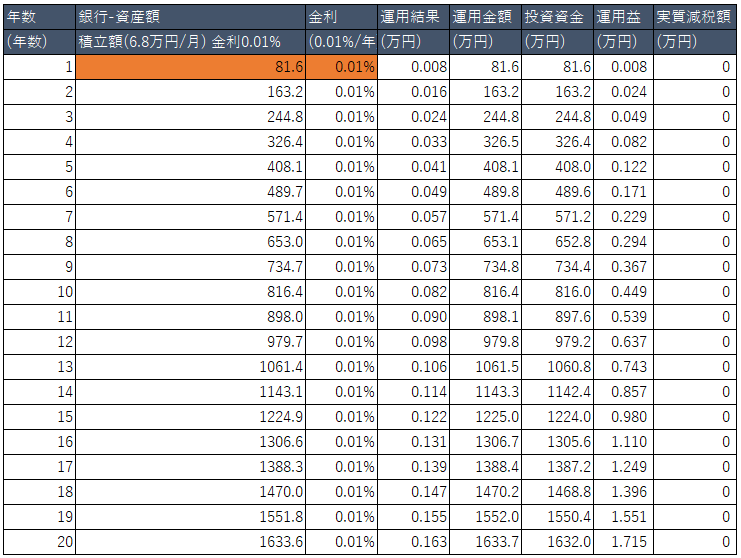 年数 銀行-資産額 金利 運用結果 運用金額 投資資金 運用益 実質減税額
(年数) 積立額(6.8万円/月) 金利0.01% (0.01%/年 (万円) (万円) (万円) (万円) (万円)
1 81.6 0.01% 0.008 81.6 81.6 0.008 0
2 163.2 0.01% 0.016 163.2 163.2 0.024 0
3 244.8 0.01% 0.024 244.8 244.8 0.049 0
4 326.4 0.01% 0.033 326.5 326.4 0.082 0
5 408.1 0.01% 0.041 408.1 408.0 0.122 0
6 489.7 0.01% 0.049 489.8 489.6 0.171 0
7 571.4 0.01% 0.057 571.4 571.2 0.229 0
8 653.0 0.01% 0.065 653.1 652.8 0.294 0
9 734.7 0.01% 0.073 734.8 734.4 0.367 0
10 816.4 0.01% 0.082 816.4 816.0 0.449 0
11 898.0 0.01% 0.090 898.1 897.6 0.539 0
12 979.7 0.01% 0.098 979.8 979.2 0.637 0
13 1061.4 0.01% 0.106 1061.5 1060.8 0.743 0
14 1143.1 0.01% 0.114 1143.3 1142.4 0.857 0
15 1224.9 0.01% 0.122 1225.0 1224.0 0.980 0
16 1306.6 0.01% 0.131 1306.7 1305.6 1.110 0
17 1388.3 0.01% 0.139 1388.4 1387.2 1.249 0
18 1470.0 0.01% 0.147 1470.2 1468.8 1.396 0
19 1551.8 0.01% 0.155 1552.0 1550.4 1.551 0
20 1633.6 0.01% 0.163 1633.7 1632.0 1.715 0